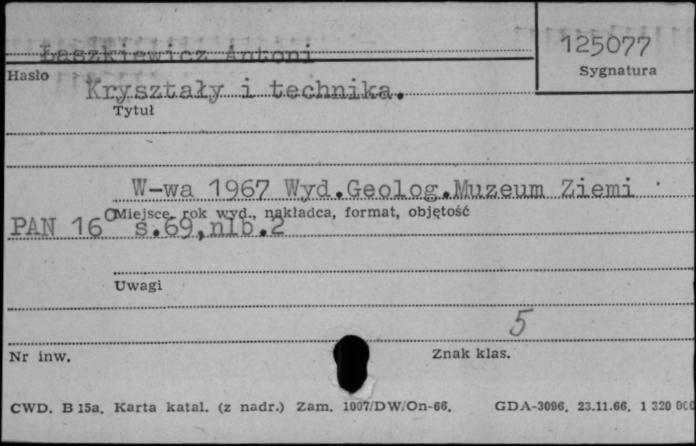 Łaszkiewicz Antoni
125077
Hasło
Sygnatura
Kryształy i technika.
Tytuł
W-wa 1967 Wyd.Geolog.Muzeum Ziemi
Miejsce, rok wyd., nakładca, format, objętość
PAN 16° s.69,nlb.2
Uwagi
5
Nr inw.
Znak klas.
CWD. B 15a. Karta katal. (z nadr.) Zam. 1007/DW/On-66. GDA-3096. 23.11.66. 1 320 000